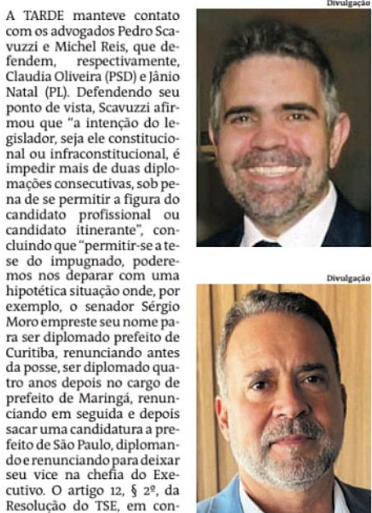 Divulgação
A TARDE manteve contato
com os advogados Pedro Sca-
vuzzi e Michel Reis, que de-
fendem, respectivamente,
Claudia Oliveira (PSD) e Jânio
Natal (PL). Defendendo seu
ponto de vista, Scavuzzi afir-
mou que “a intenção do le-
gislador, seja ele constitucio-
nal ou infraconstitucional, é
impedir mais de duas diplo-
mações consecutivas, sob pe-
na de se permitir a figura do
candidato profissional ou
candidato itinerante”, con-
cluindo que “permitir-se a te-
se do impugnado, podere-
mos nos deparar com uma
hipotética situação onde, por
exemplo, o senador Sérgio
Moro empreste seu nome pa-
ra ser diplomado prefeito de
Curitiba, renunciando antes
da posse, ser diplomado qua-
tro anos depois no cargo de
prefeito de Maringá, renun-
ciando em seguida e depois
sacar uma candidatura a pre-
feito de São Paulo, diploman-
do e renunciando para deixar
seu vice na chefia do Exe-
cutivo. O artigo 12, § 2º, da
Resolução do TSE, em con-
Divulgação